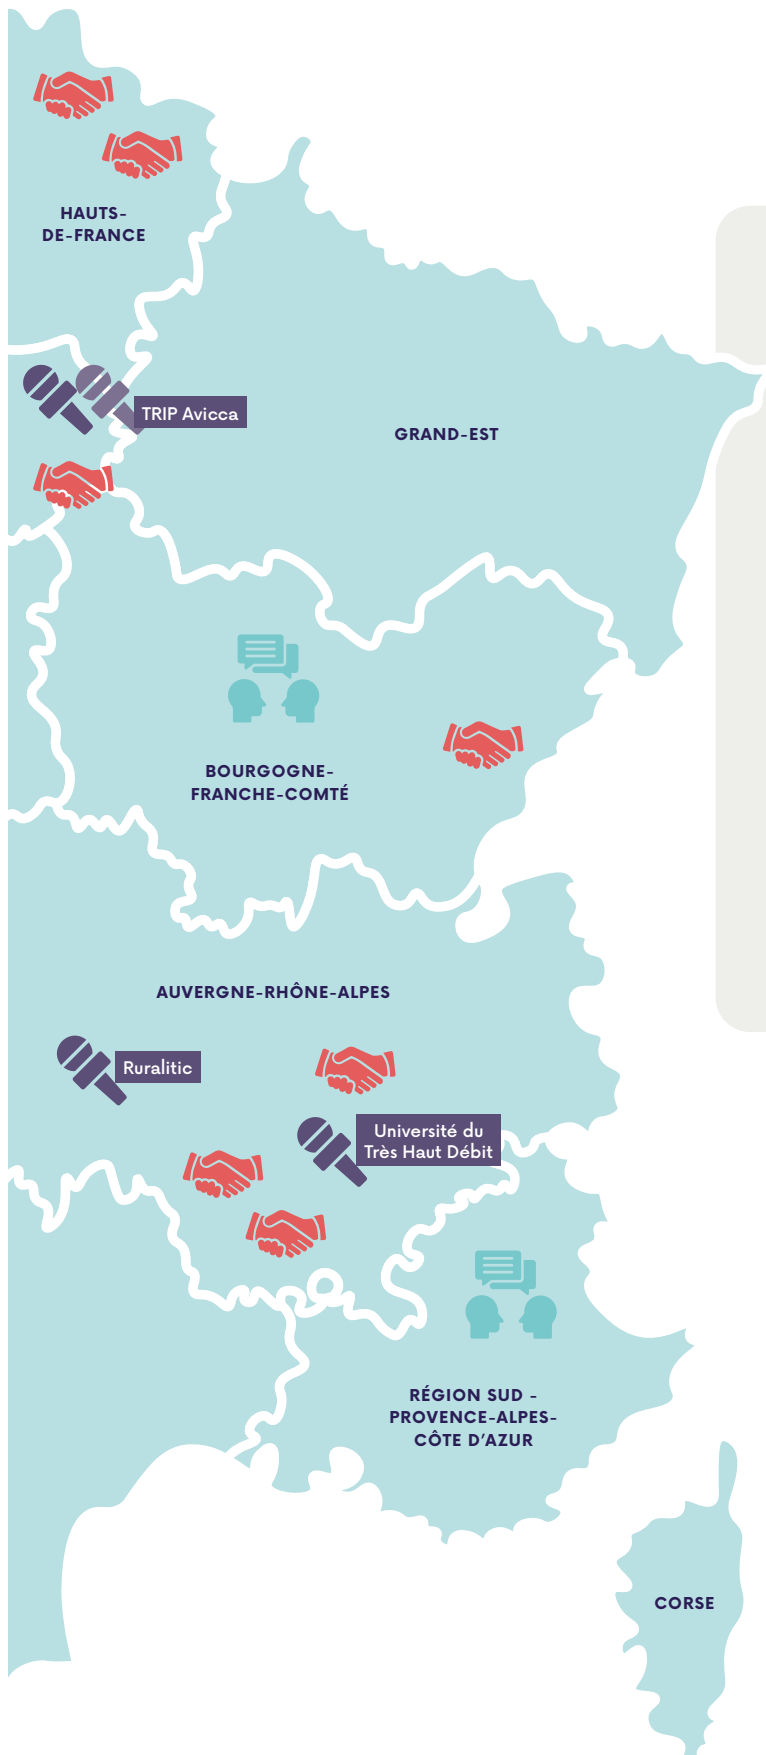 HAUTS-
DE-FRANCE
TRIP Avicca
GRAND-EST
BOURGOGNE-
FRANCHE-COMTÉ
AUVERGNE-RHÔNE-ALPES
Ruralitic
Université du
Très Haut Débit
RÉGION SUD -
PROVENCE-ALPES-
CÔTE D’AZUR
CORSE